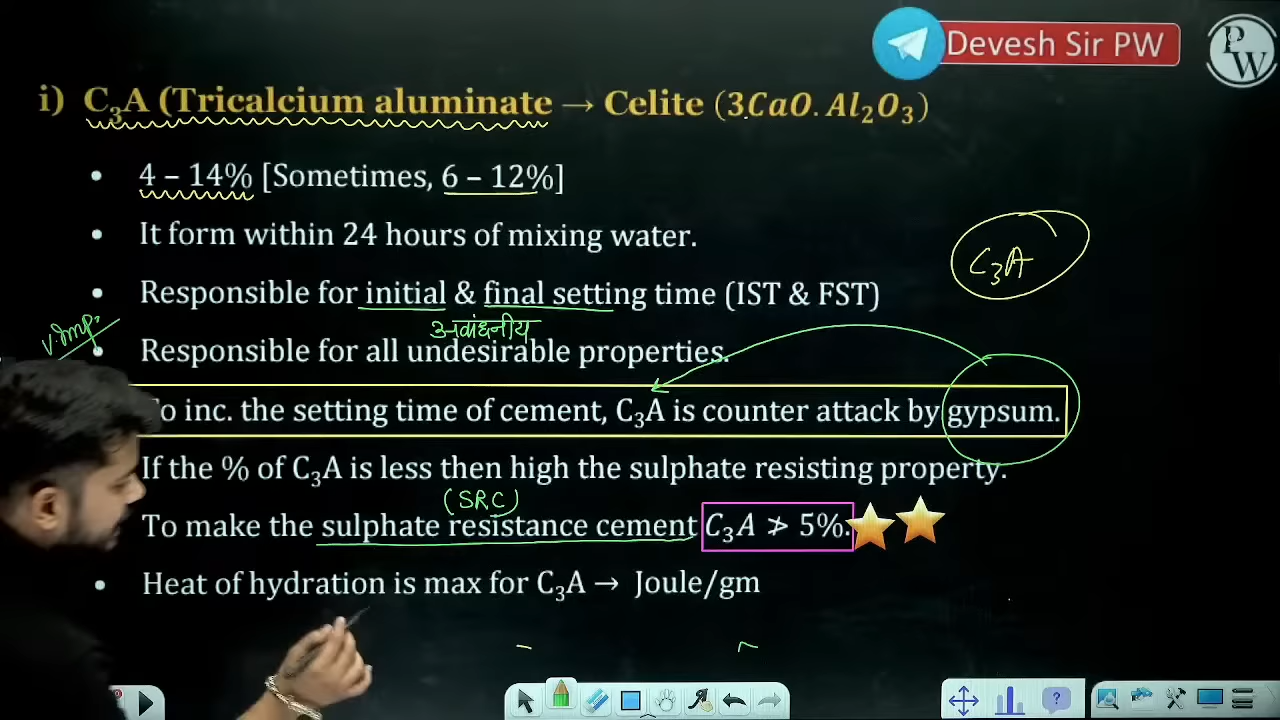 Devesh Sir PW
PW
i) C₃A (Tricalcium aluminate → Celite (3CaO.Al₂O₃)
• 4 – 14% [Sometimes, 6 – 12%]
• It form within 24 hours of mixing water.
C₃A
• Responsible for initial & final setting time (IST & FST)
v.Imp.
अवांछनीय
• Responsible for all undesirable properties.
To inc. the setting time of cement, C₃A is counter attack by gypsum.
If the % of C₃A is less then high the sulphate resisting property.
(SRC)
To make the sulphate resistance cement C₃A ≯ 5%.
• Heat of hydration is max for C₃A → Joule/gm